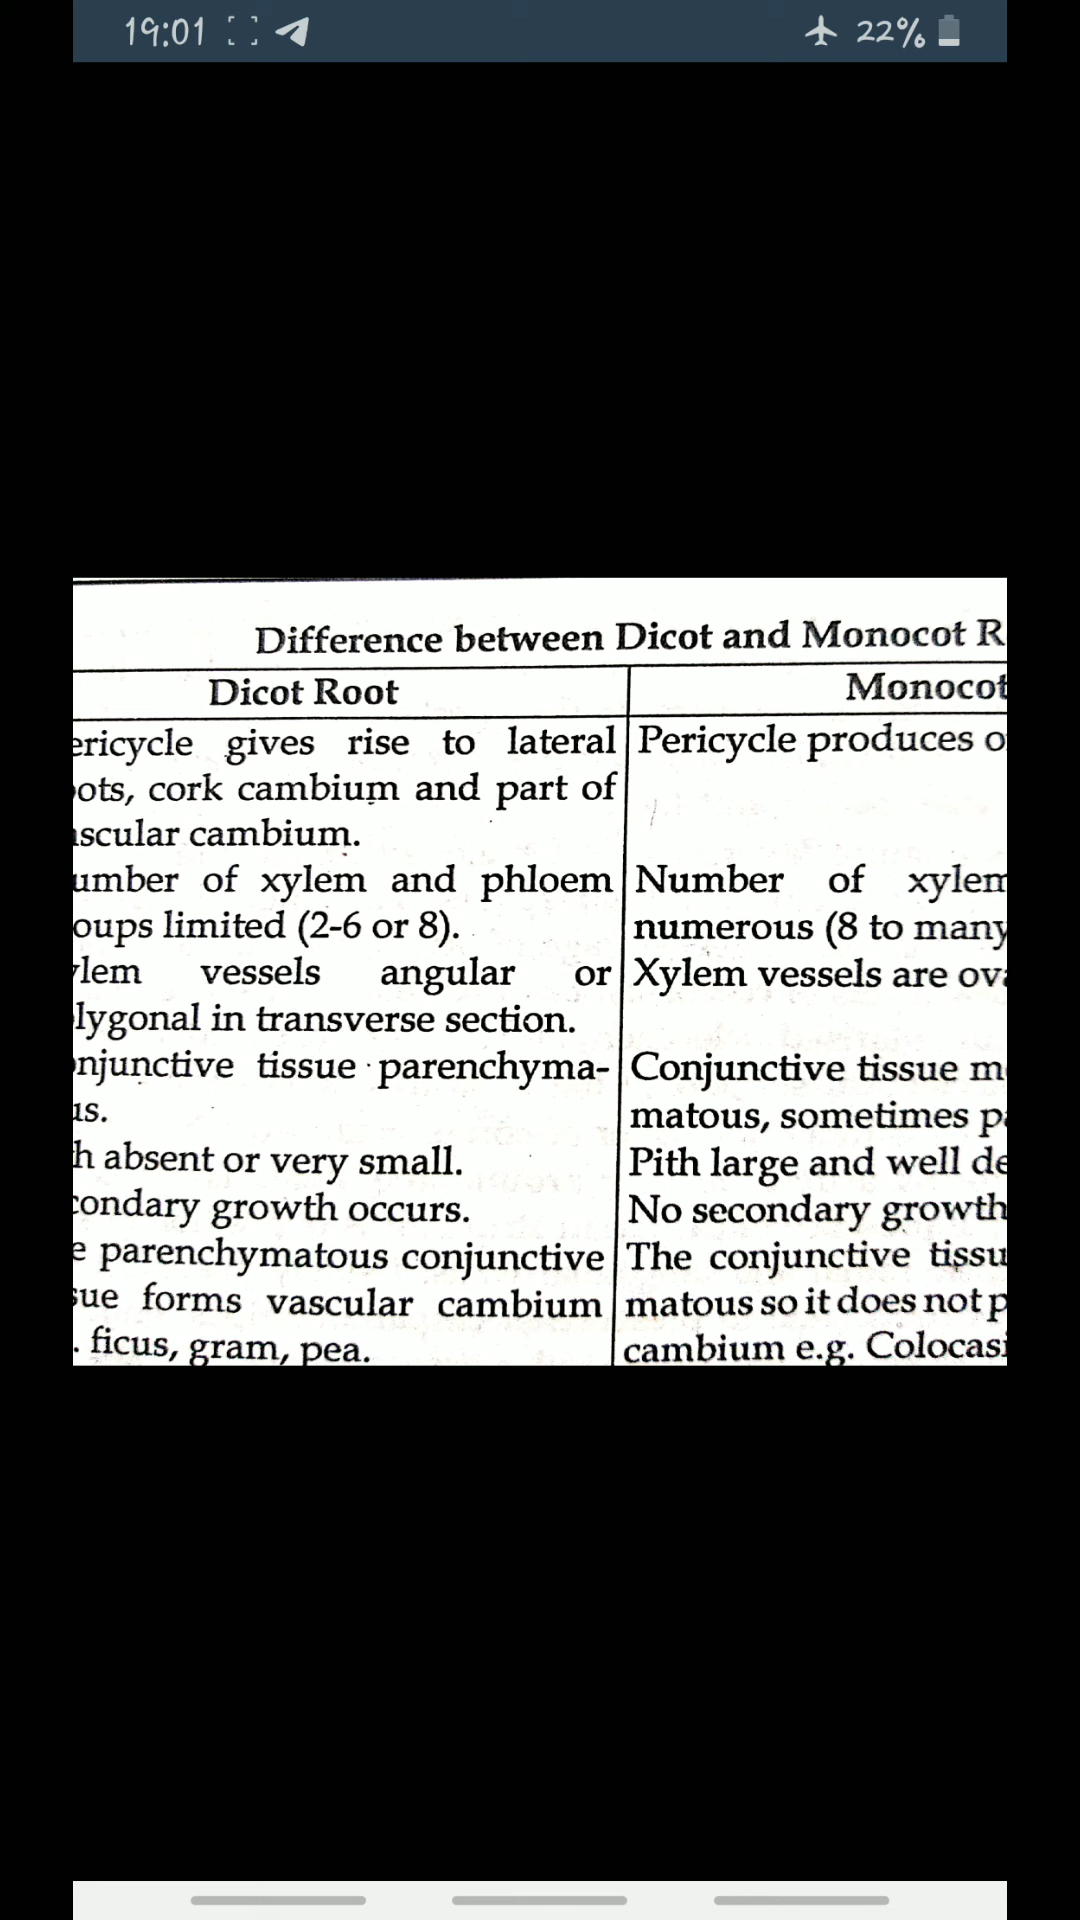 19:01
22%
Difference between Dicot and Monocot R
Dicot Root
Monocot
ericycle gives rise to lateral
ots, cork cambium and part of
scular cambium.
umber of xylem and phloem
oups limited (2-6 or 8).
lem vessels angular or
lygonal in transverse section.
njunctive tissue parenchyma-
us.
h absent or very small.
condary growth occurs.
e parenchymatous conjunctive
sue forms vascular cambium
. ficus, gram, pea.
Pericycle produces o
Number of xylem
numerous (8 to many
Xylem vessels are ova
Conjunctive tissue m
matous, sometimes pa
Pith large and well de
No secondary growth
The conjunctive tissu
matous so it does not p
cambium e.g. Colocasi